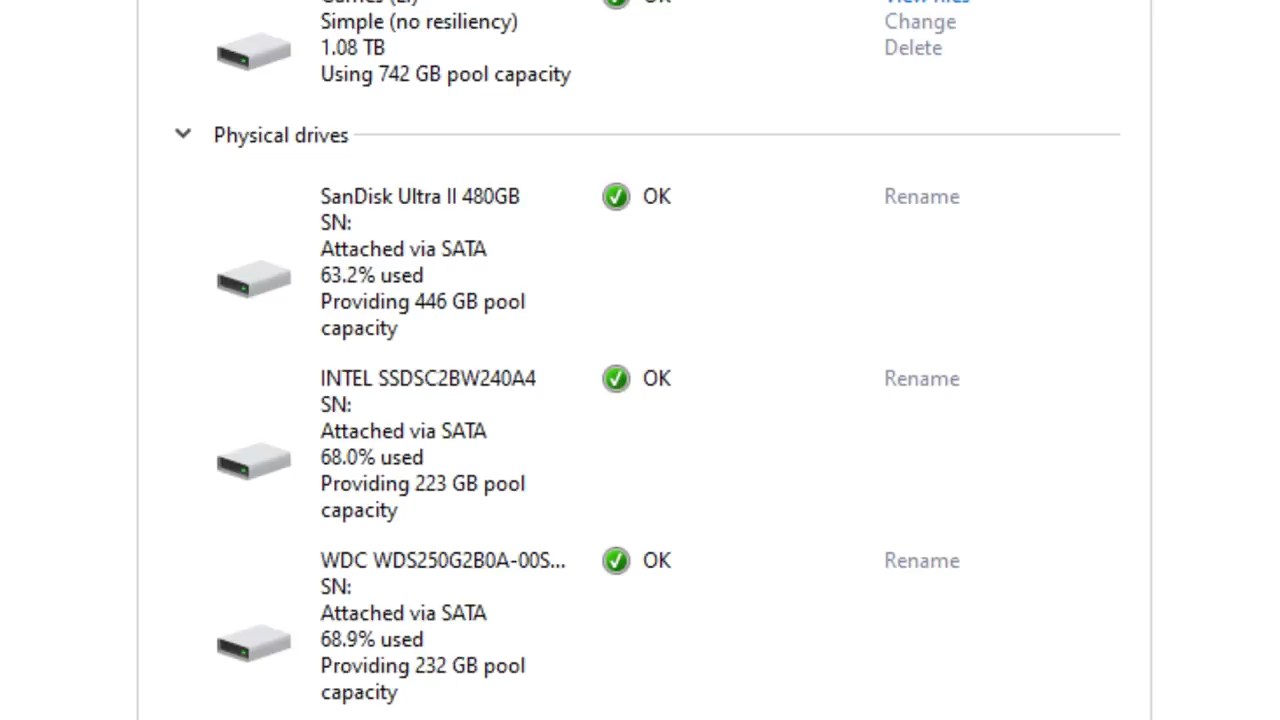 Simple (no resiliency)
Change
1.08 TB
Delete
Using 742 GB pool capacity
Physical drives
SanDisk Ultra II 480GB
OK
Rename
SN:
Attached via SATA
63.2% used
Providing 446 GB pool
capacity
INTEL SSDSC2BW240A4
OK
Rename
SN:
Attached via SATA
68.0% used
Providing 223 GB pool
capacity
WDC WDS250G2B0A-00S...
OK
Rename
SN:
Attached via SATA
68.9% used
Providing 232 GB pool
capacity